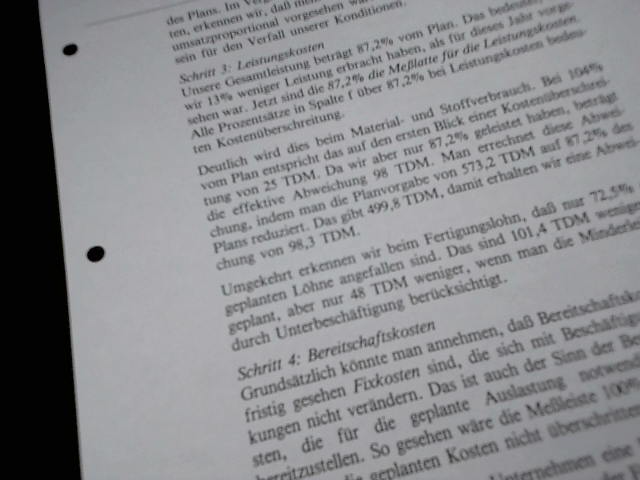 des Plans. Im
ten, erkennen wir, daß
umsatzproportional vorgesehen
sein für den Verfall unserer Konditionen.
Schritt 3: Leistungskosten
Unsere Gesamtleistung beträgt 87,2% vom Plan. Das bedeutet,
wir 13% weniger Leistung erbracht haben, als für dieses Jahr vorge-
sehen war. Jetzt sind die 87,2% die Meßlatte für die Leistungskosten.
Alle Prozentsätze in Spalte f über 87,2% bei Leistungskosten bedeu-
ten Kostenüberschreitung.
Deutlich wird dies beim Material- und Stoffverbrauch. Bei 104%
vom Plan entspricht das auf den ersten Blick einer Kostenüberschrei-
tung von 25 TDM. Da wir aber nur 87,2% geleistet haben, beträgt
die effektive Abweichung 98 TDM. Man errechnet diese Abwei-
chung, indem man die Planvorgabe von 573,2 TDM auf 87,2% des
Plans reduziert. Das gibt 499,8 TDM, damit erhalten wir eine Abwei-
chung von 98,3 TDM.
Umgekehrt erkennen wir beim Fertigungslohn, daß nur 72,5%
geplanten Löhne angefallen sind. Das sind 101,4 TDM weniger
geplant, aber nur 48 TDM weniger, wenn man die Minderlei
durch Unterbeschäftigung berücksichtigt.
Schritt 4: Bereitschaftskosten
Grundsätzlich könnte man annehmen, daß Bereitschaftsko
fristig gesehen Fixkosten sind, die sich mit Beschäftigu
kungen nicht verändern. Das ist auch der Sinn der Be
sten, die für die geplante Auslastung notwend
bereitzustellen. So gesehen wäre die Meßleiste 100%
die geplanten Kosten nicht überschritte
Unternehmen eine